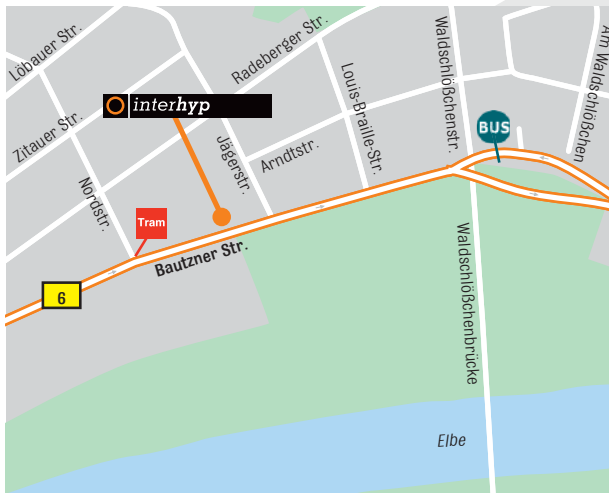 Löbauer Str.
Radeberger Str.
Waldschlößchenstr.
Am Waldschlößchen
Louis-Braille-Str.
interhyp
Zitauer Str.
BUS
Jägerstr.
Arndtstr.
Nordstr.
Tram
Bautzner Str.
Waldschlößchenbrücke
6
Elbe